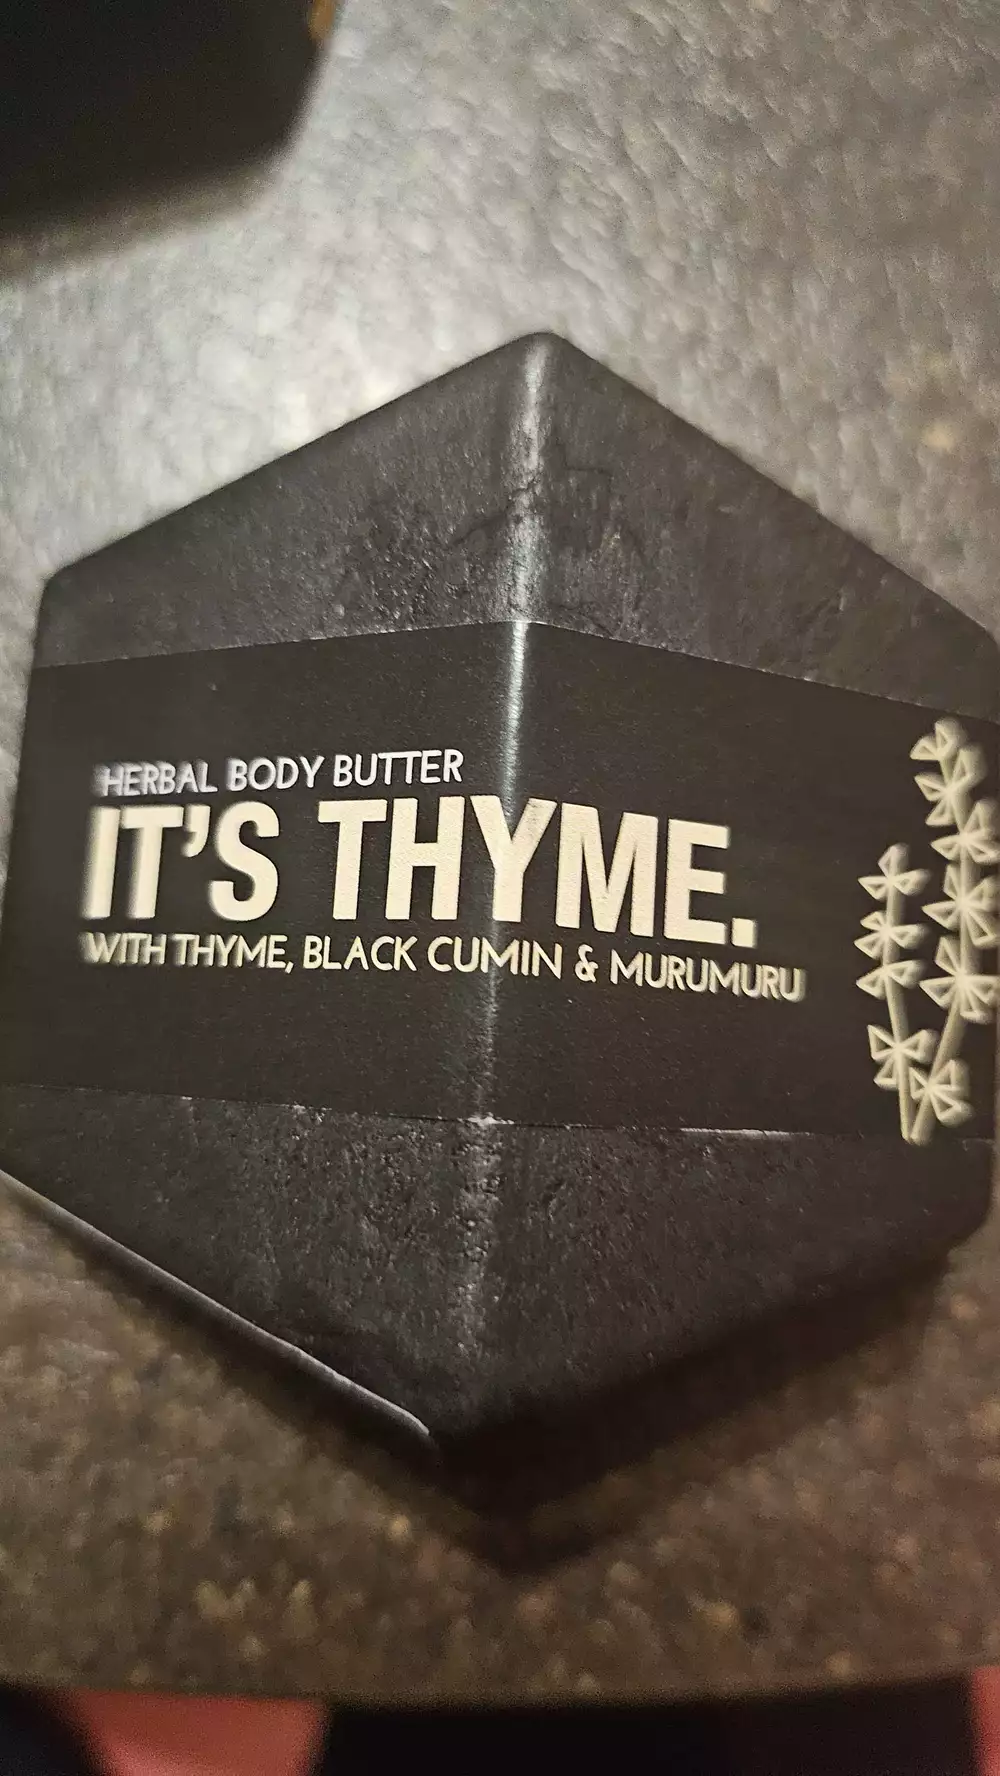 HERBAL BODY BUTTER
IT'S THYME.
WITH THYME, BLACK CUMIN & MURUMURU